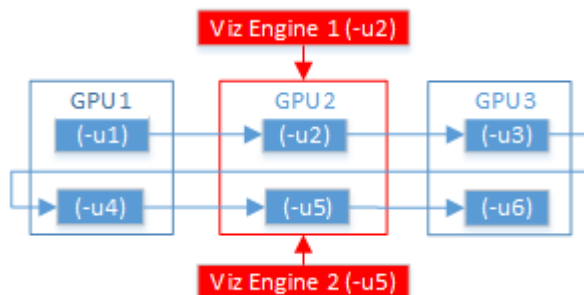 Viz Engine 1 (-u2)
GPU1 GPU2 GPU3
(-u1) (-u2) (-u3)
(-u4) (-u5) (-u6)
Viz Engine 2 (-u5)